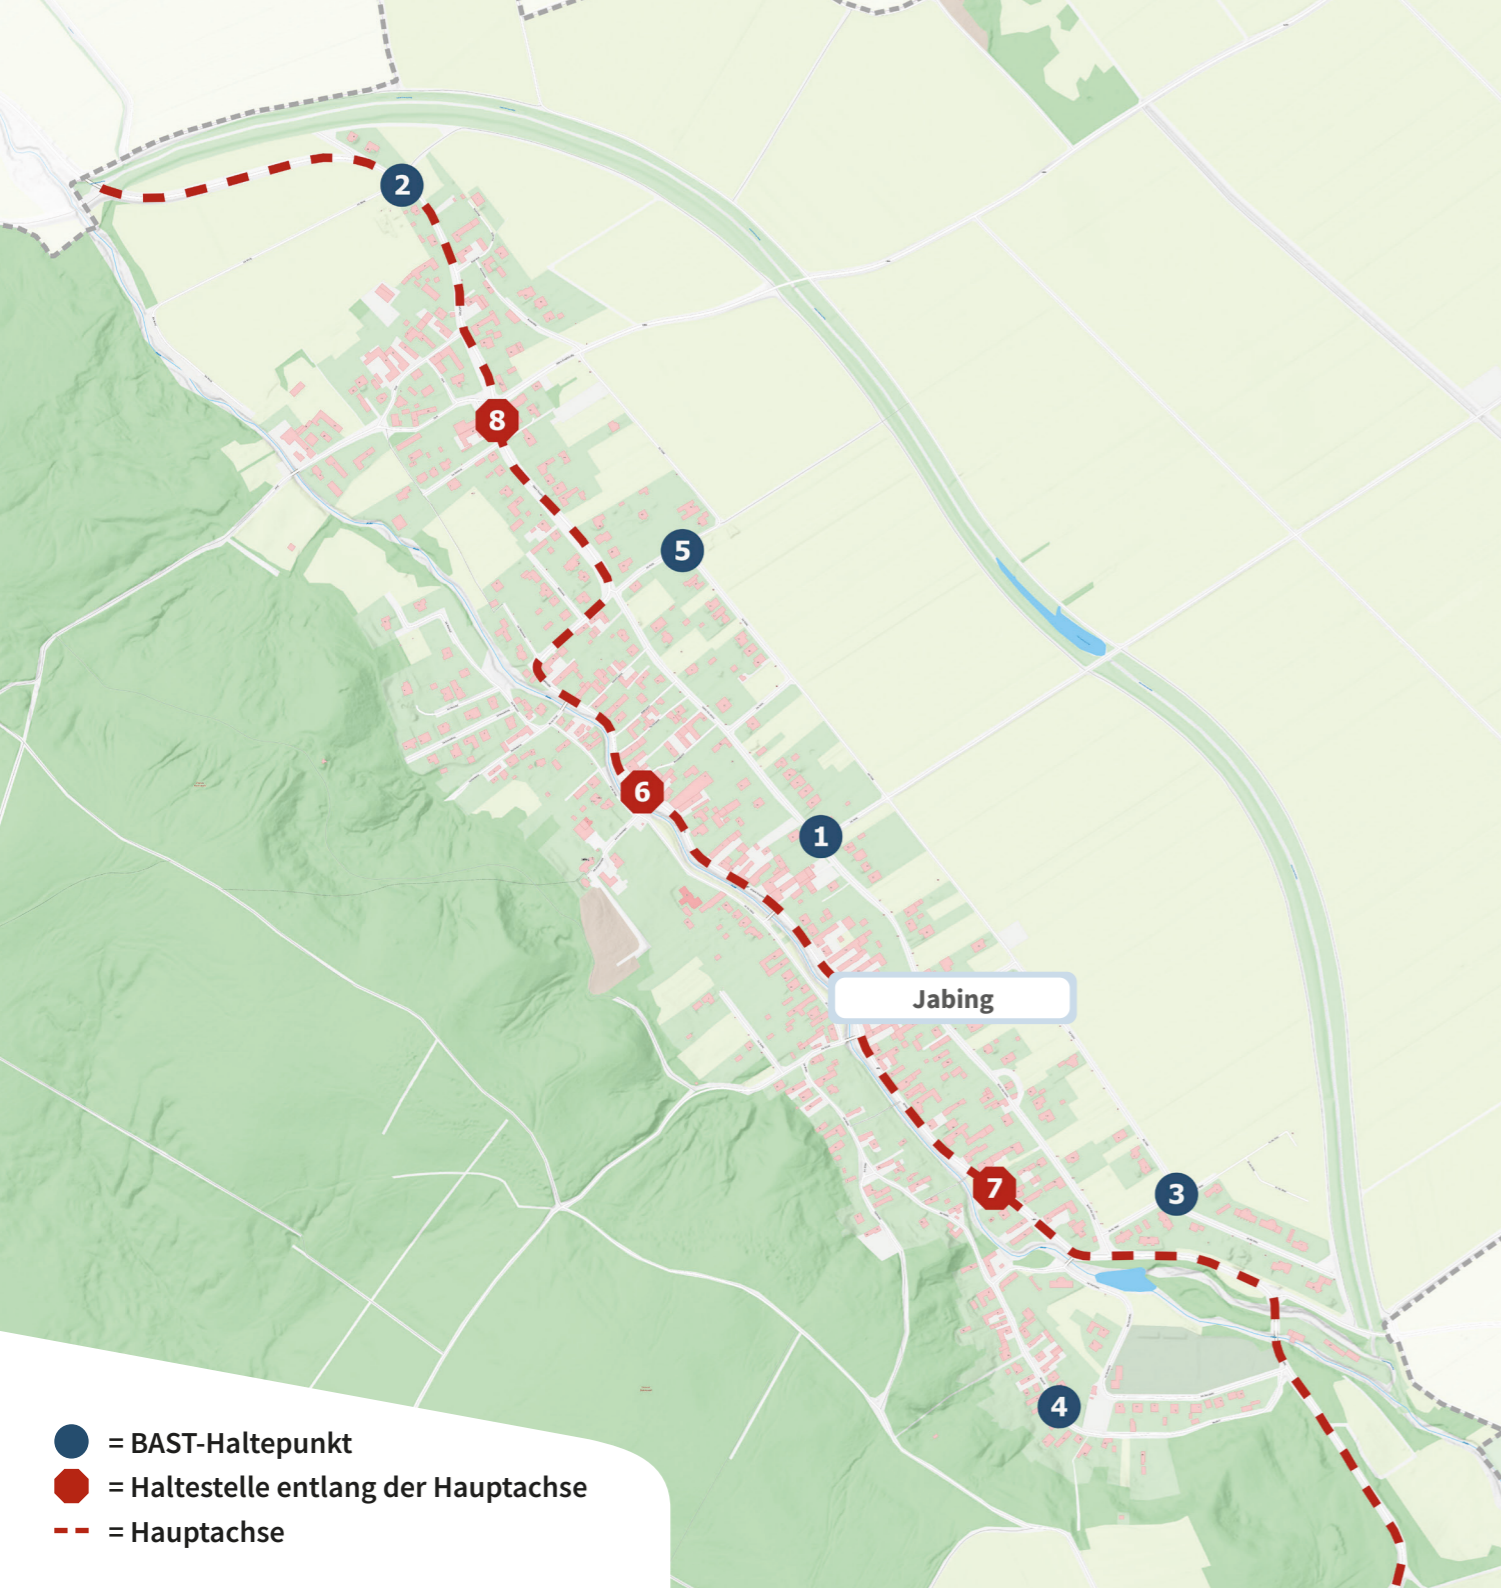 2
8
5
6
1
Jabing
7
3
4
= BAST-Haltepunkt
= Haltestelle entlang der Hauptachse
= Hauptachse